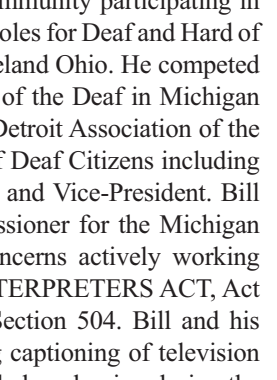 mmunity participating in
oles for Deaf and Hard of
eland Ohio. He competed
of the Deaf in Michigan
Detroit Association of the
f Deaf Citizens including
and Vice-President. Bill
ssioner for the Michigan
ncerns actively working
TERPRETERS ACT, Act
Section 504. Bill and his
captioning of television